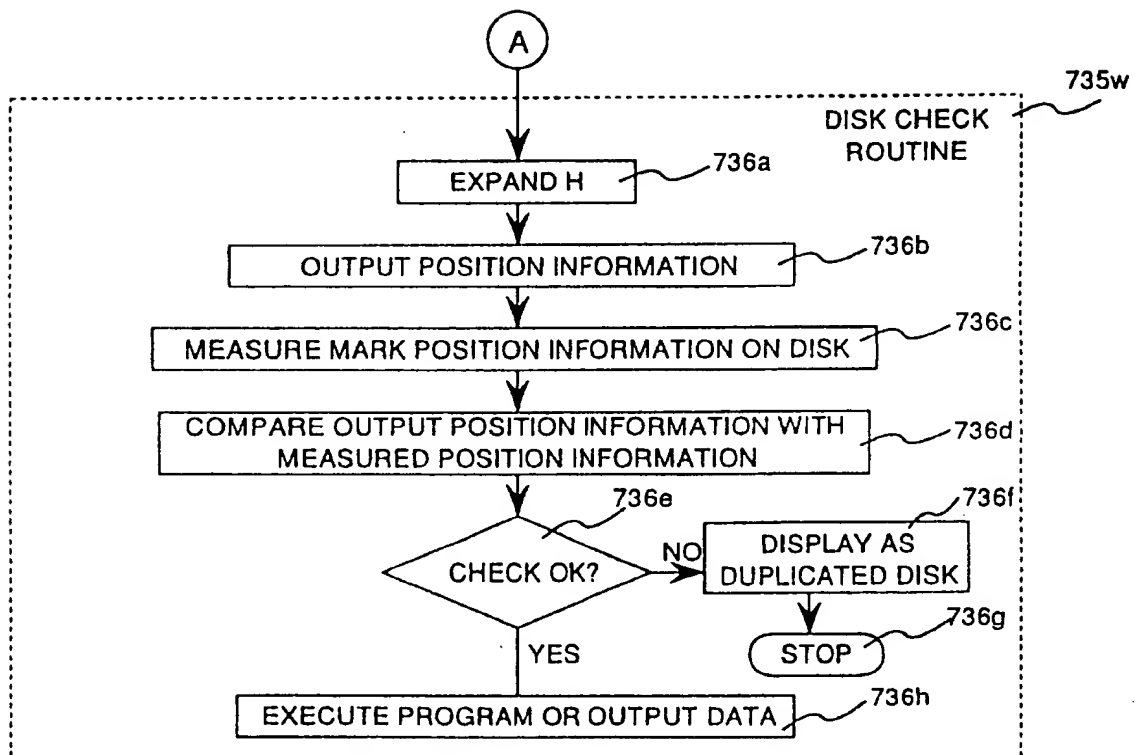 A
735w
DISK CHECK
ROUTINE
736a
EXPAND H
736b
OUTPUT POSITION INFORMATION
736c
MEASURE MARK POSITION INFORMATION ON DISK
COMPARE OUTPUT POSITION INFORMATION WITH
MEASURED POSITION INFORMATION
736d
736e
736f
CHECK OK?
NO
DISPLAY AS
DUPLICATED DISK
736g
STOP
YES
736h
EXECUTE PROGRAM OR OUTPUT DATA